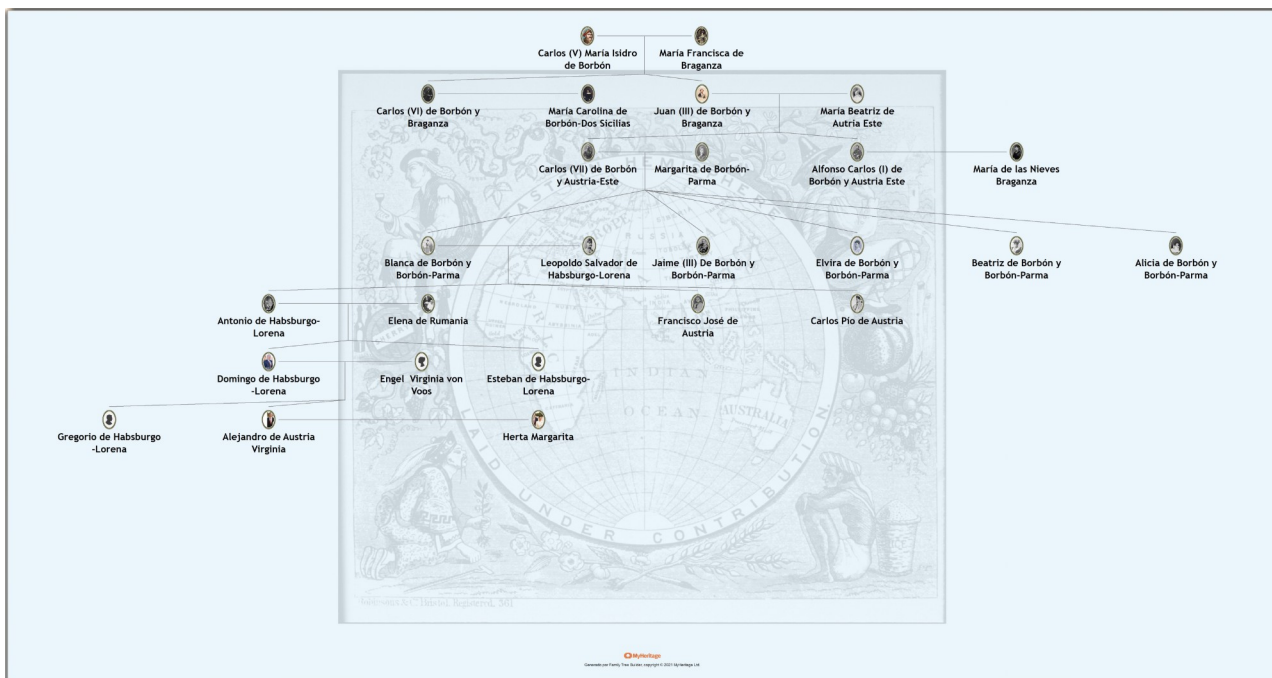 Carlos (V) María Isidro
de Borbón
María Francisca de
Braganza
Carlos (VI) de Borbón y
Braganza
María Carolina de
Borbón-Dos Sicilias
Juan (III) de Borbón y
Braganza
María Beatriz de
Autria Este
Carlos (VII) de Borbón
y Austria-Este
Margarita de Borbón-
Parma
Alfonso Carlos (I) de
Borbón y Austria Este
María de las Nieves
Braganza
Blanca de Borbón y
Borbón-Parma
Leopoldo Salvador de
Habsburgo-Lorena
Jaime (III) De Borbón y
Borbón-Parma
Elvira de Borbón y
Borbón-Parma
Beatriz de Borbón y
Borbón-Parma
Alicia de Borbón y
Borbón-Parma
Antonio de Habsburgo-
Lorena
Elena de Rumania
Francisco José de
Austria
Carlos Pío de Austria
Domingo de Habsburgo
-Lorena
Engel Virginia von
Voos
Esteban de Habsburgo-
Lorena
Gregorio de Habsburgo
-Lorena
Alejandro de Austria
Virginia
Herta Margarita
RUSSIA
INDIAN
OCEAN
AUSTRALIA
LAID UNDER CONTRIBUTION
MyHeritage